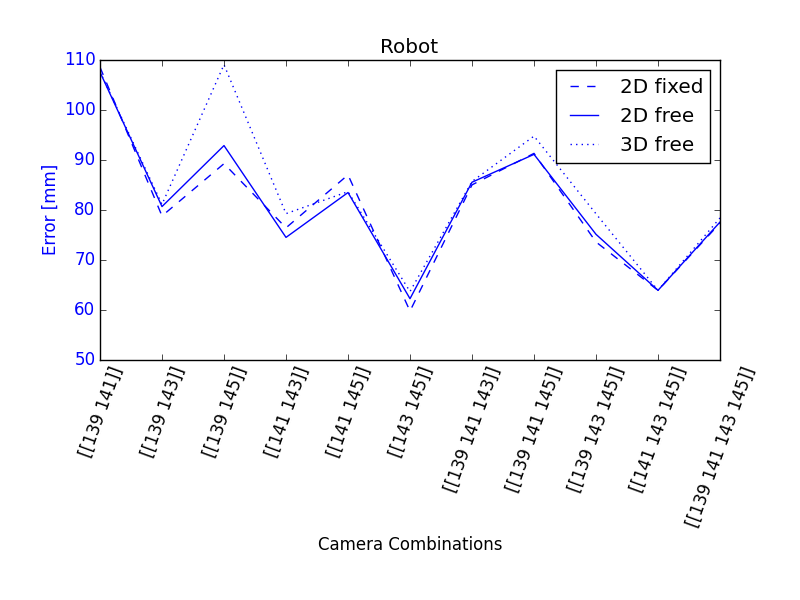 Robot
110
100
90
80
70
60
50
Error [mm]
2D fixed
2D free
3D free
[[139 141]]
[[139 143]]
[[139 145]]
[[141 143]]
[[141 145]]
[[143 145]]
[[139 141 143]]
[[139 141 145]]
[[139 143 145]]
[[141 143 145]]
[[139 141 143 145]]
Camera Combinations